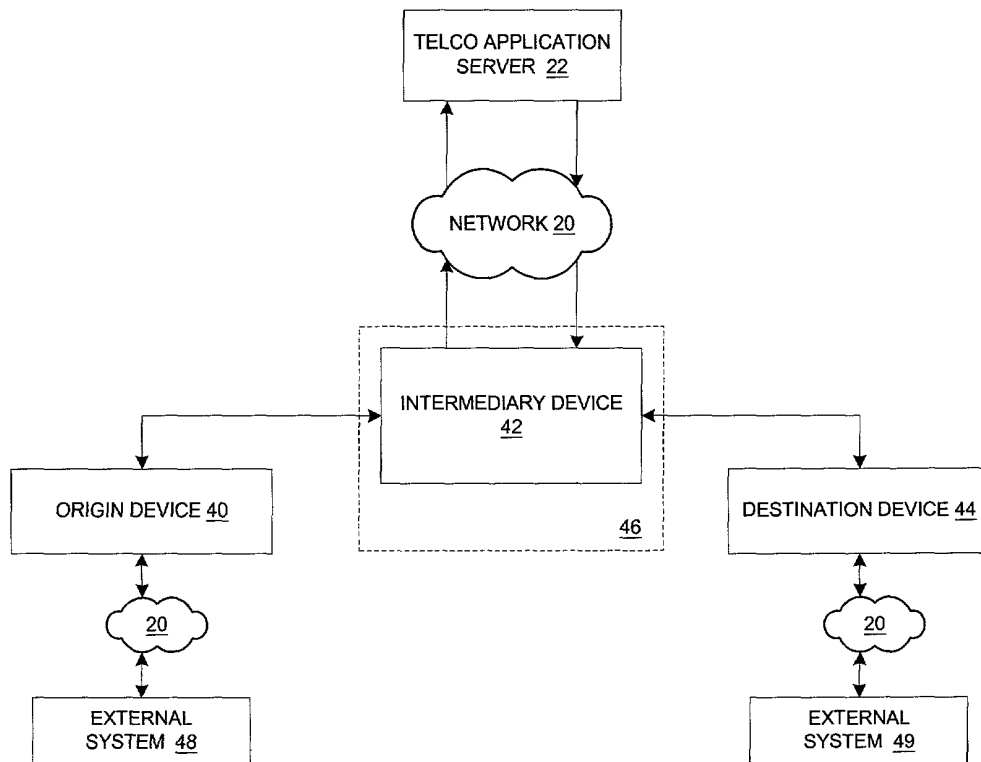 TELCO APPLICATION
SERVER 22
NETWORK 20
INTERMEDIARY DEVICE
42
46
ORIGIN DEVICE 40
DESTINATION DEVICE 44
20
20
EXTERNAL
SYSTEM 48
EXTERNAL
SYSTEM 49